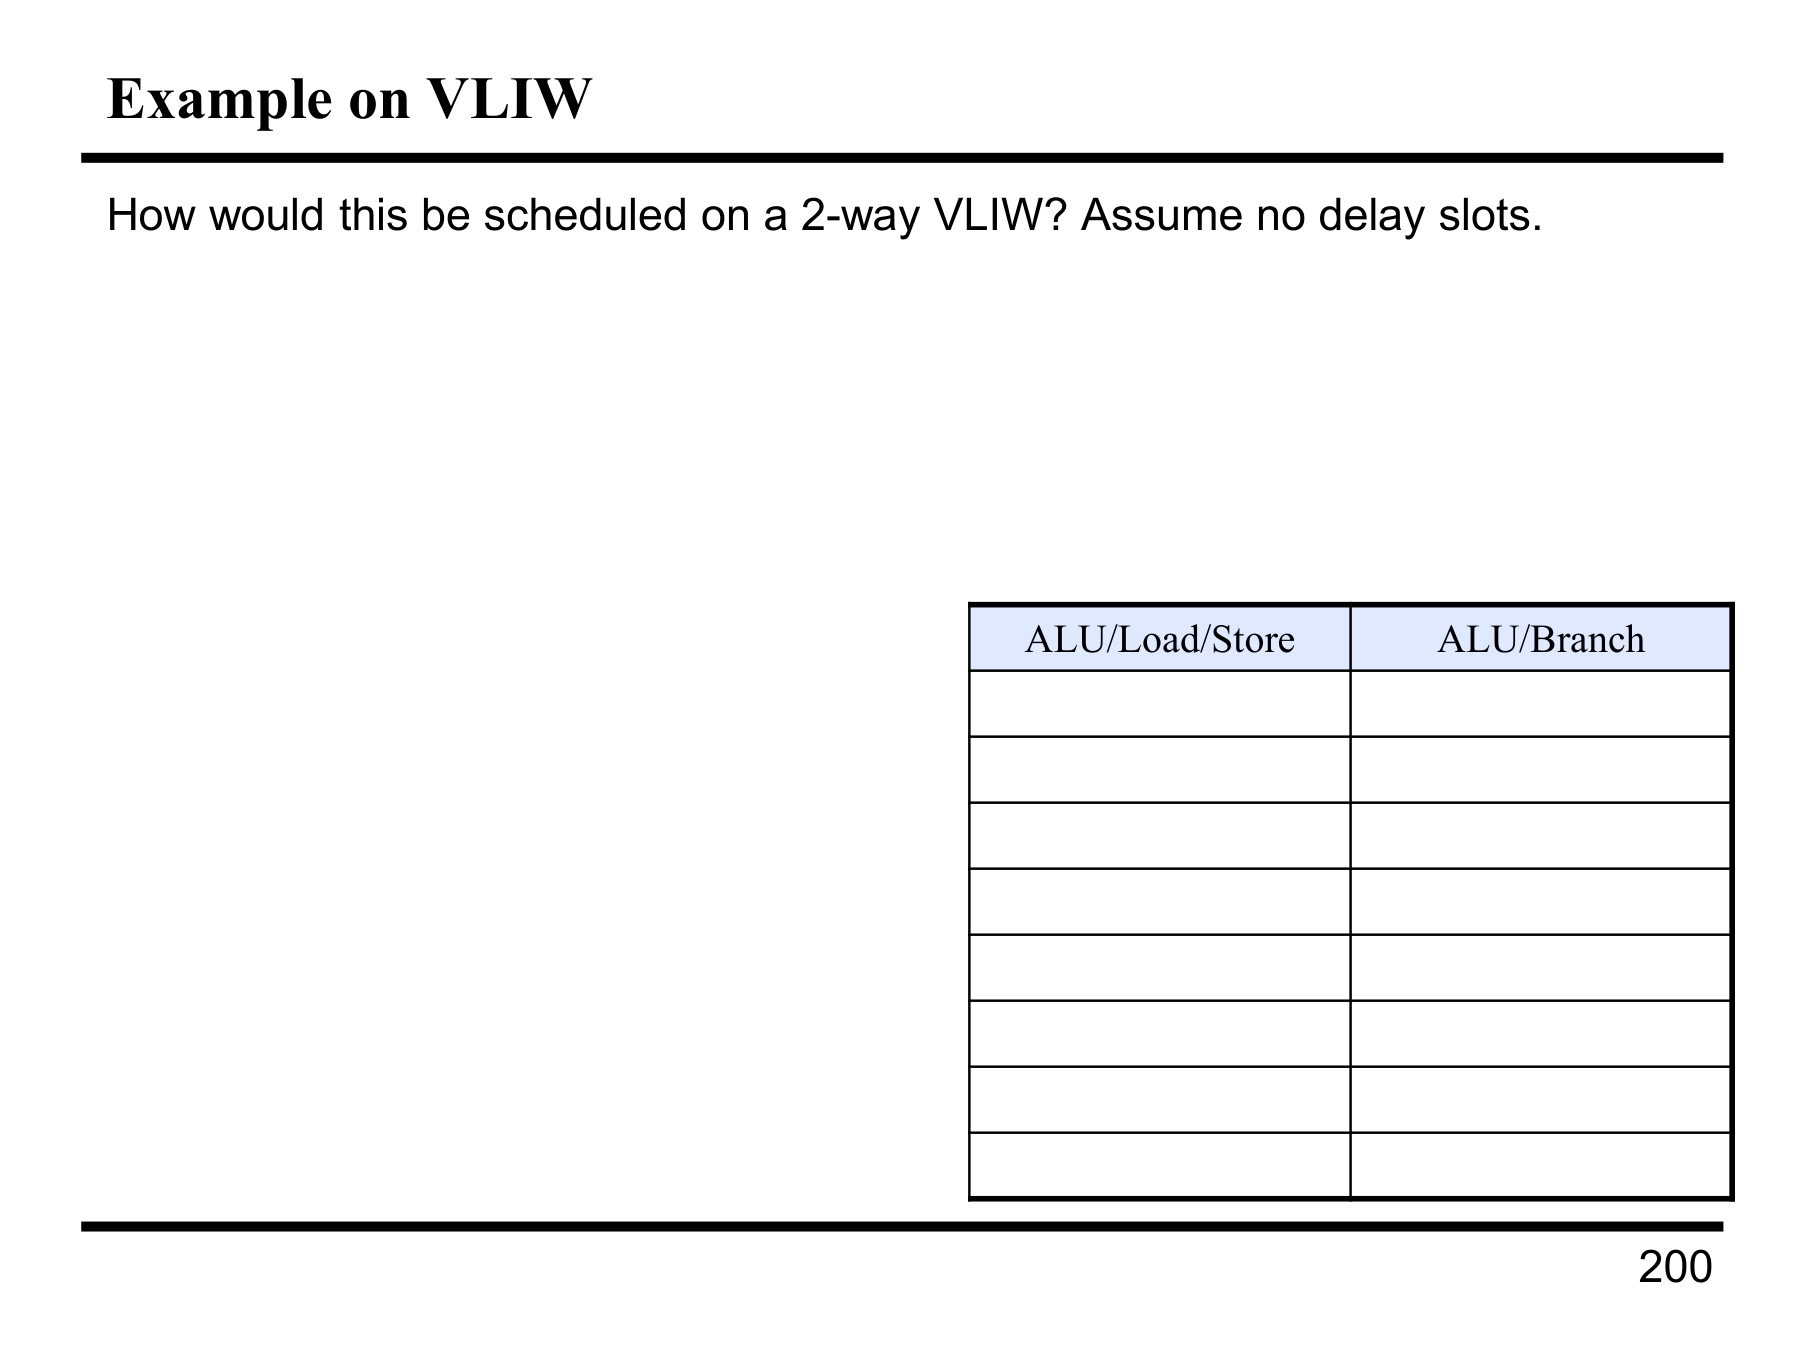 Example on VLIW
How would this be scheduled on a 2-way VLIW? Assume no delay slots.
ALU/Load/Store ALU/Branch
200